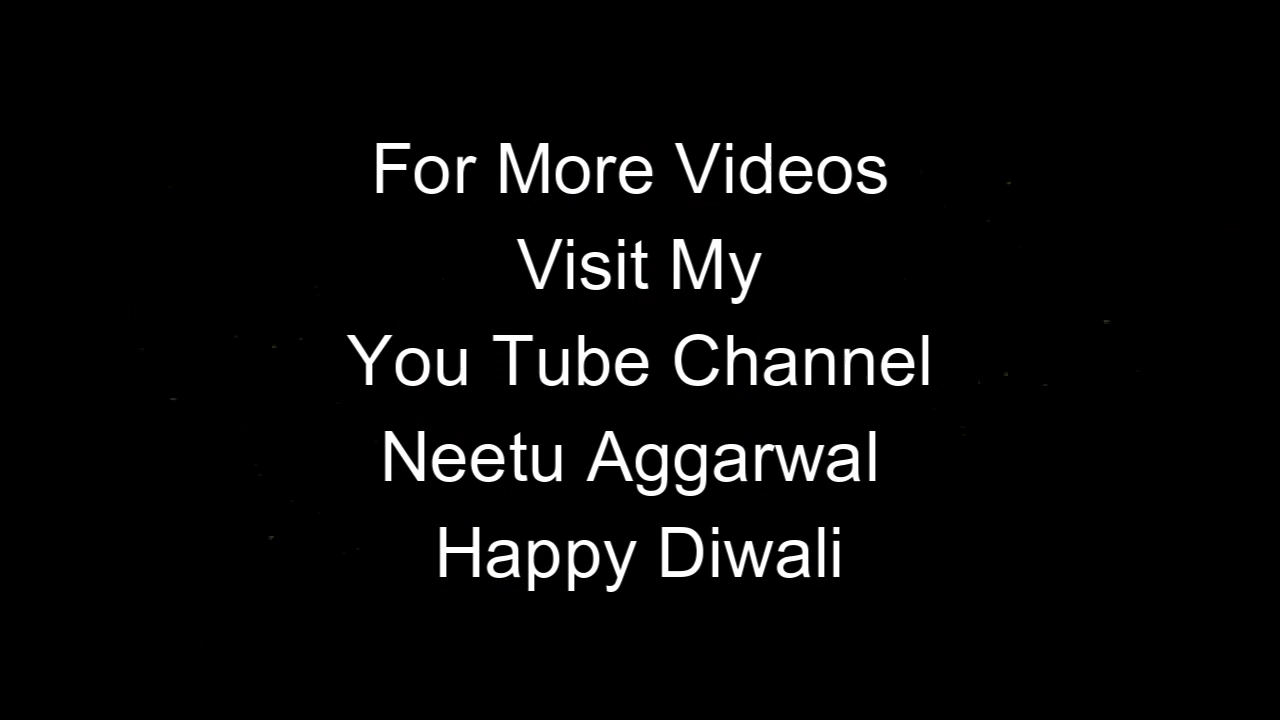 For More Videos
Visit My
You Tube Channel
Neetu Aggarwal
Happy Diwali